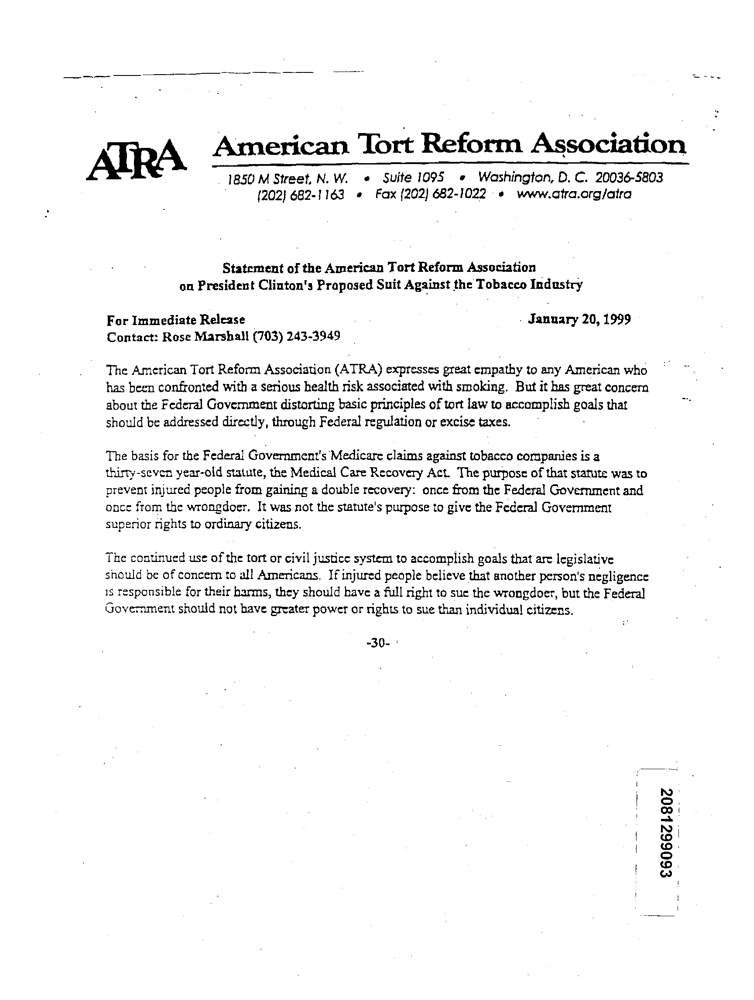 ATRA American Tort Reform Association
1850 M Street, N. W. • Suite 1095 • Washington, D. C. 20036-5803
(202) 682-1163 • Fax (202) 682-1022 • www.atra.org/atra
Statement of the American Tort Reform Association
on President Clinton's Proposed Suit Against the Tobacco Industry
For Immediate Release January 20, 1999
Contact: Rose Marshall (703) 243-3949
The American Tort Reform Association (ATRA) expresses great empathy to any American who
has been confronted with a serious health risk associated with smoking. But it has great concern
about the Federal Government distorting basic principles of tort law to accomplish goals that
should be addressed directly, through Federal regulation or excise taxes.
The basis for the Federal Government's Medicare claims against tobacco companies is a
thirty-seven year-old statute, the Medical Care Recovery Act. The purpose of that statute was to
prevent injured people from gaining a double recovery: once from the Federal Government and
once from the wrongdoer. It was not the statute's purpose to give the Federal Government
superior rights to ordinary citizens.
The continued use of the tort or civil justice system to accomplish goals that are legislative
should be of concern to all Americans. If injured people believe that another person's negligence
is responsible for their harms, they should have a full right to sue the wrongdoer, but the Federal
Government should not have greater power or rights to sue than individual citizens.
-30-
2081299093